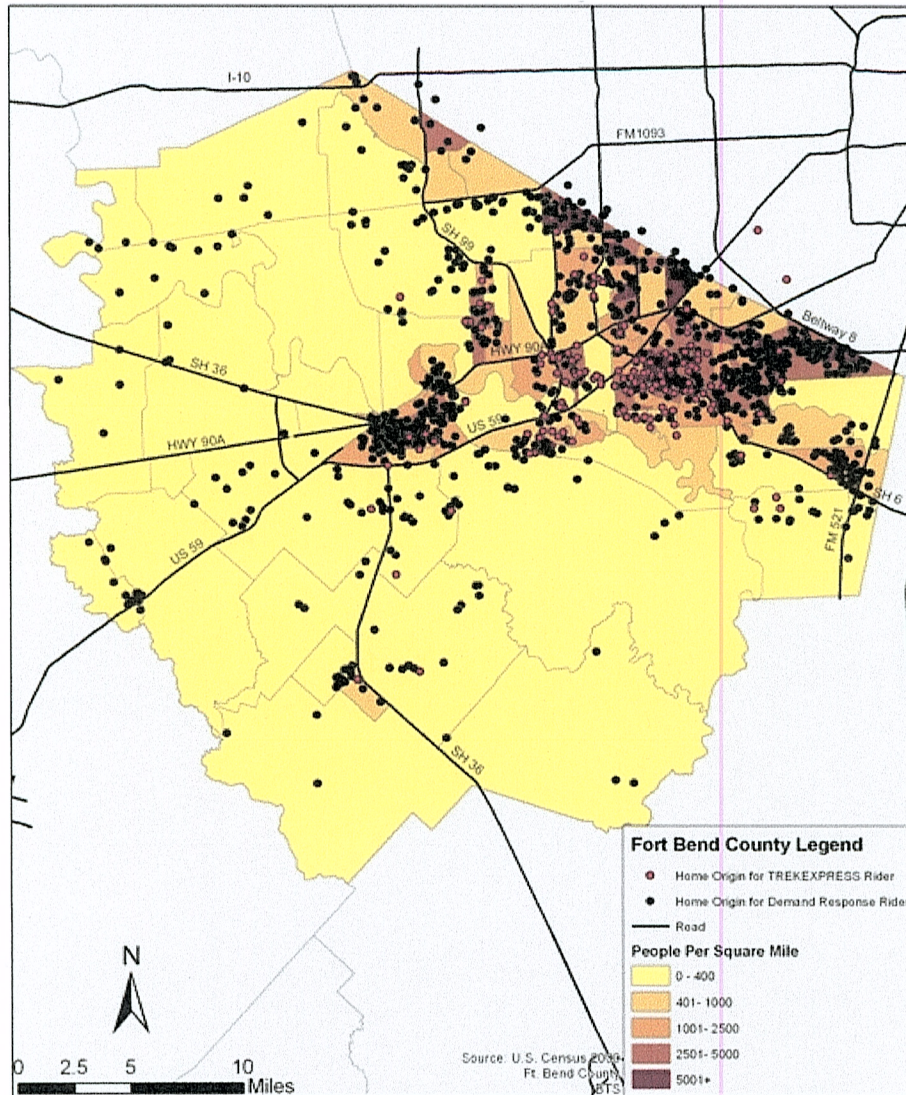 I-10
FM1093
SH 99
Beltway 8
HWY 90A
SH 36
US 59
HWY 90A
SH 6
FM 521
US 59
SH 36
Fort Bend County Legend
Home Origin for TREKEXPRESS Rider
Home Origin for Demand Response Rider
Road
People Per Square Mile
0 - 400
401- 1000
1001- 2500
2501- 5000
5001+
N
0 2.5 5 10
Miles
Source: U.S. Census
Ft. Bend County
BTS